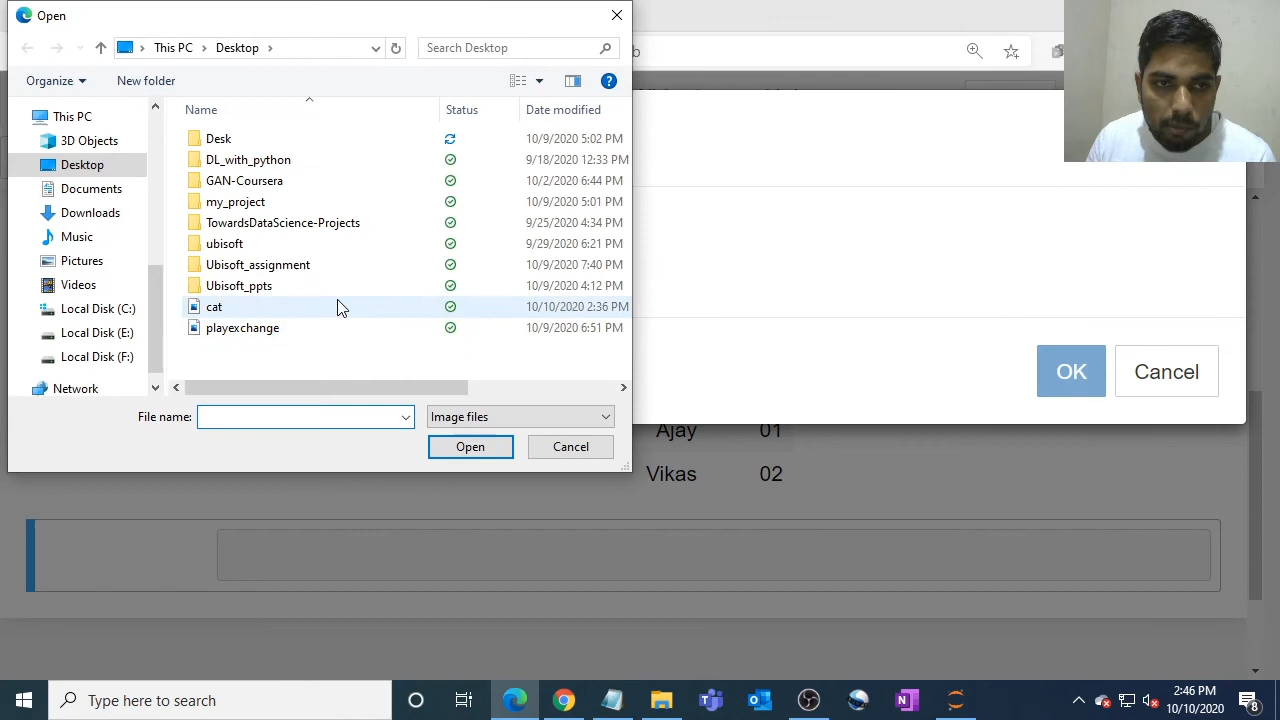 Open
This PC > Desktop >
Search Desktop
b
Organize
New folder
Name
Status
Date modified
This PC
3D Objects
Desktop
Documents
Downloads
Music
Pictures
Videos
Local Disk (C:)
Local Disk (E:)
Local Disk (F:)
Network
Desk 10/9/2020 5:02 PM
DL_with_python 9/18/2020 12:33 PM
GAN-Coursera 10/2/2020 6:44 PM
my_project 10/9/2020 5:01 PM
TowardsDataScience-Projects 9/25/2020 4:34 PM
ubisoft 9/29/2020 6:21 PM
Ubisoft_assignment 10/9/2020 7:40 PM
Ubisoft_ppts 10/9/2020 4:12 PM
cat 10/10/2020 2:36 PM
playexchange 10/9/2020 6:51 PM
File name:
Image files
Open
Cancel
OK
Cancel
Ajay 01
Vikas 02
Type here to search
2:46 PM
10/10/2020
8